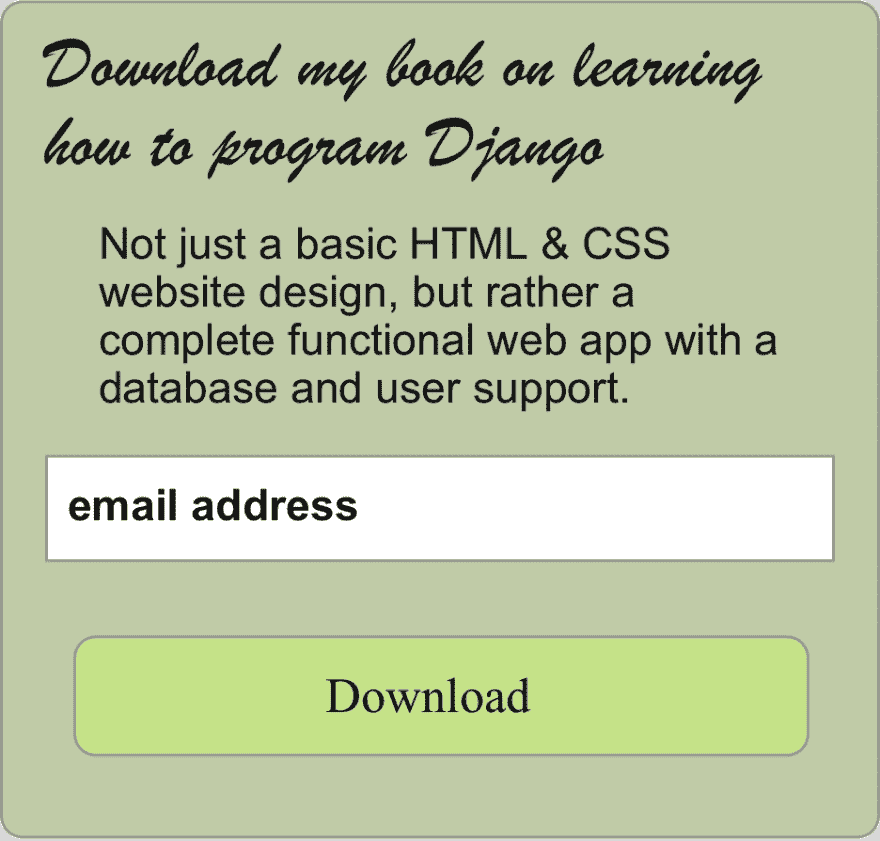 Download my book on learning
how to program Django
Not just a basic HTML & CSS
website design, but rather a
complete functional web app with a
database and user support.
email address
Download